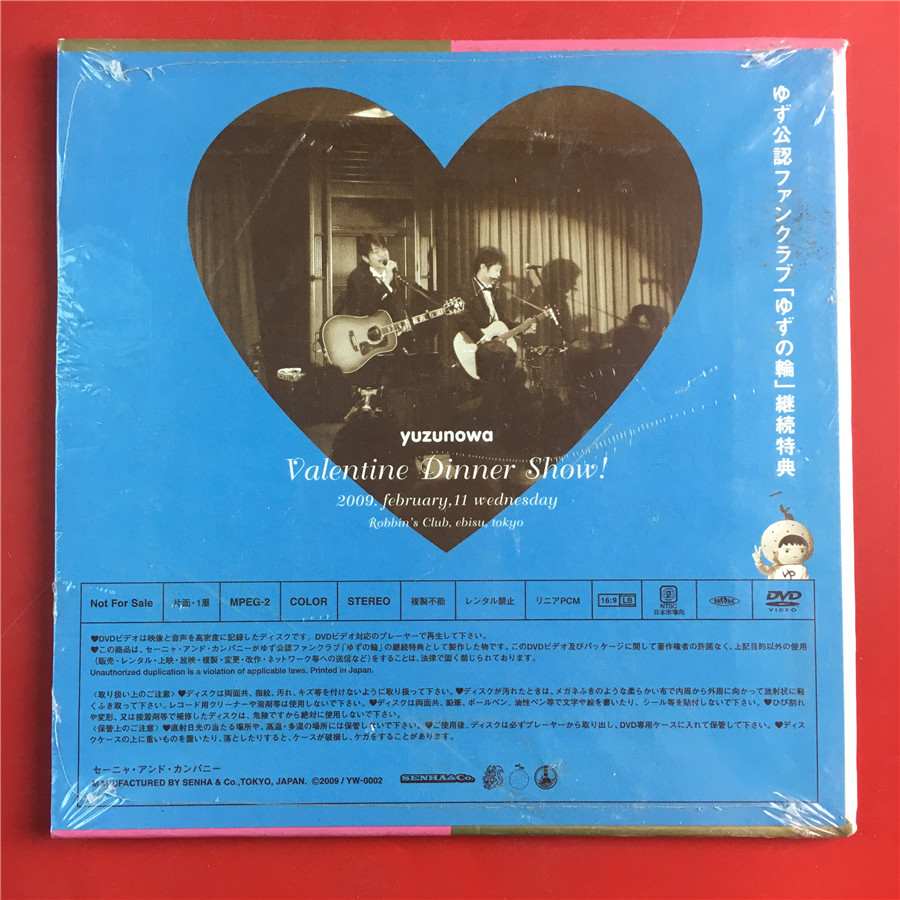 ゆず公認ファンクラブ「ゆずの輪」継続特典
yuzunowa
Valentine Dinner Show!
2009. february,11 wednesday
Robbin's Club, ebisu, tokyo
ゆ
Not For Sale 片面・1層 MPEG-2 COLOR STEREO 複製不能 レンタル禁止 リニアPCM 16:9 LB 2 NTSC 日本市場向 DVD VIDEO
♥DVDビデオは映像と音声を高密度に記録したディスクです。DVDビデオ対応のプレーヤーで再生して下さい。
♥この商品は、セーニャ・アンド・カンパニーがゆず公認ファンクラブ「ゆずの輪」の継続特典として製作した物です。このDVDビデオ及びパッケージに関して著作権者の許諾なく、上記目的以外の使用
(販売・レンタル・上映・放映・複製・変更・改作・ネットワーク等への送信など)をすることは、法律で固く禁じられております。
Unauthorized duplication is a violation of applicable laws. Printed in Japan.
〈取り扱い上のご注意〉♥ディスクは両面共、指紋、汚れ、キズ等を付けないように取り扱って下さい。♥ディスクが汚れたときは、メガネふきのような柔らかい布で内周から外周に向かって放射状に軽
くふき取って下さい。レコード用クリーナーや溶剤等は使用しないで下さい。♥ディスクは両面共、鉛筆、ボールペン、油性ペン等で文字や絵を書いたり、シール等を貼付しないで下さい。♥ひび割れ
や変形、又は接着剤等で補修したディスクは、危険ですから絶対に使用しないで下さい。
〈保管上のご注意〉♥直射日光の当たる場所や、高温・多湿の場所には保管しないで下さい。♥ご使用後、ディスクは必ずプレーヤーから取り出し、DVD専用ケースに入れて保管して下さい。♥ディス
クケースの上に重いものを置いたり、落としたりすると、ケースが破損し、ケガをすることがあります。
セーニャ・アンド・カンパニー
MANUFACTURED BY SENHA & Co.,TOKYO, JAPAN. ©2009 / YW-0002 SENHA&Co.